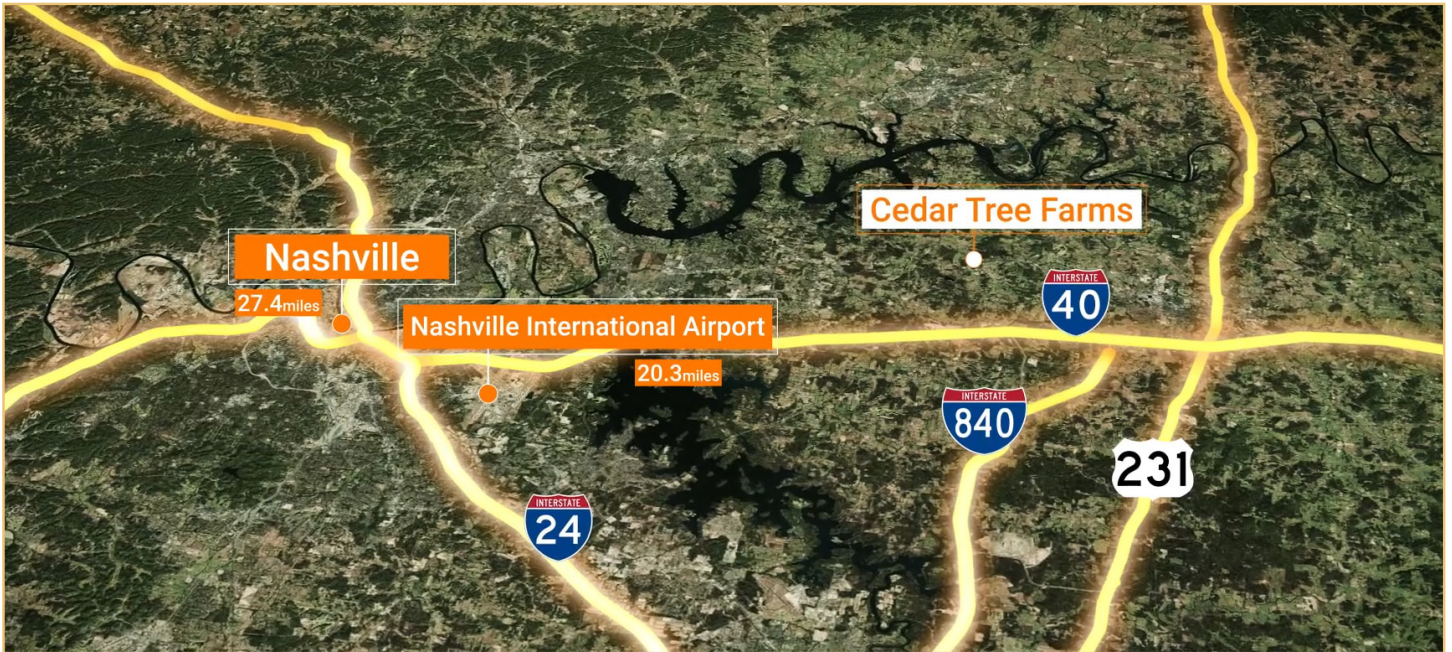 Cedar Tree Farms
Nashville
27.4miles
INTERSTATE
40
Nashville International Airport
20.3miles
INTERSTATE
840
231
INTERSTATE
24